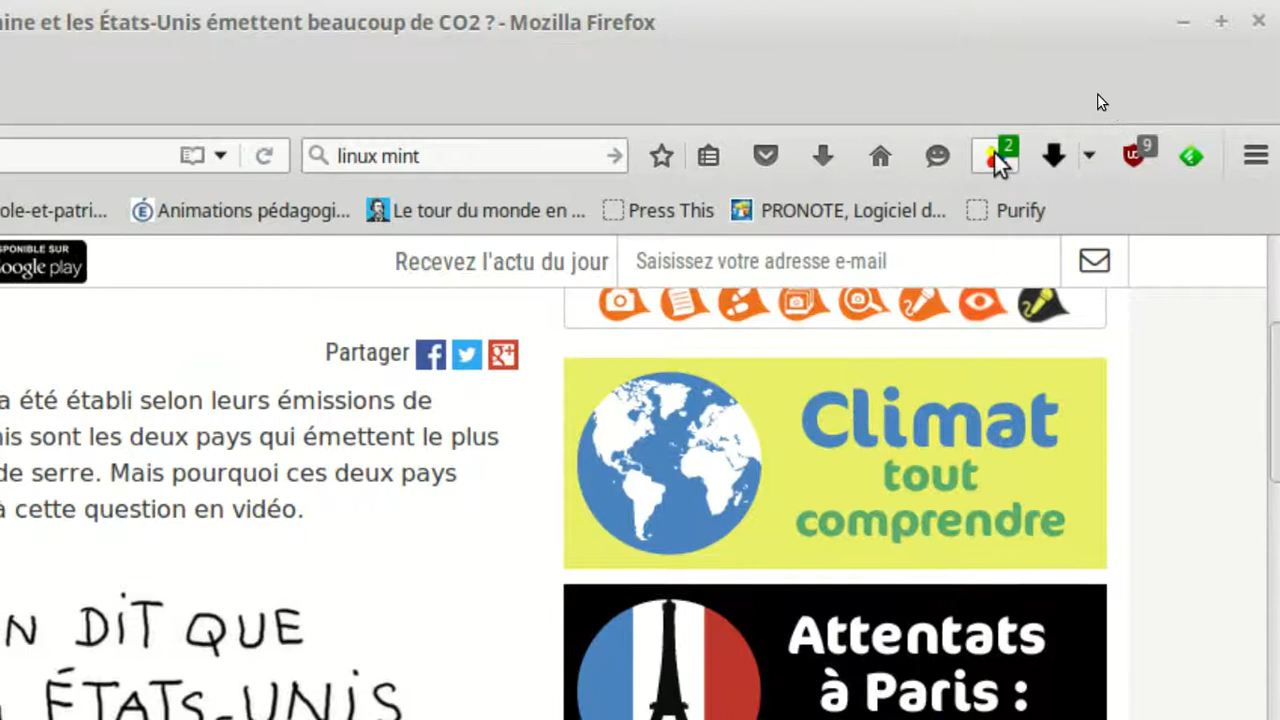 ine et les États-Unis émettent beaucoup de CO2 ? - Mozilla Firefox
linux mint
2
9
ole-et-patri...
Animations pédagogi...
Le tour du monde en ...
Press This
PRONOTE, Logiciel d...
Purify
SPONIBLE SUR
Google play
Recevez l'actu du jour
Saisissez votre adresse e-mail
Partager
a été établi selon leurs émissions de
nis sont les deux pays qui émettent le plus
de serre. Mais pourquoi ces deux pays
à cette question en vidéo.
Climat
tout
comprendre
N DIT QUE
ÉTATS-UNIS
Attentats
à Paris :